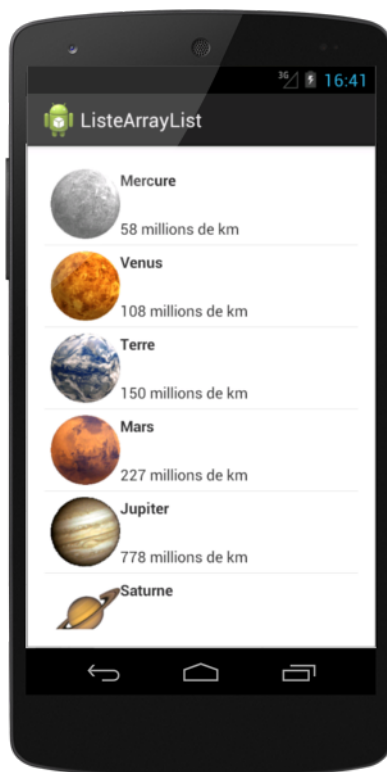 3G 16:41
ListeArrayList
Mercure
58 millions de km
Venus
108 millions de km
Terre
150 millions de km
Mars
227 millions de km
Jupiter
778 millions de km
Saturne